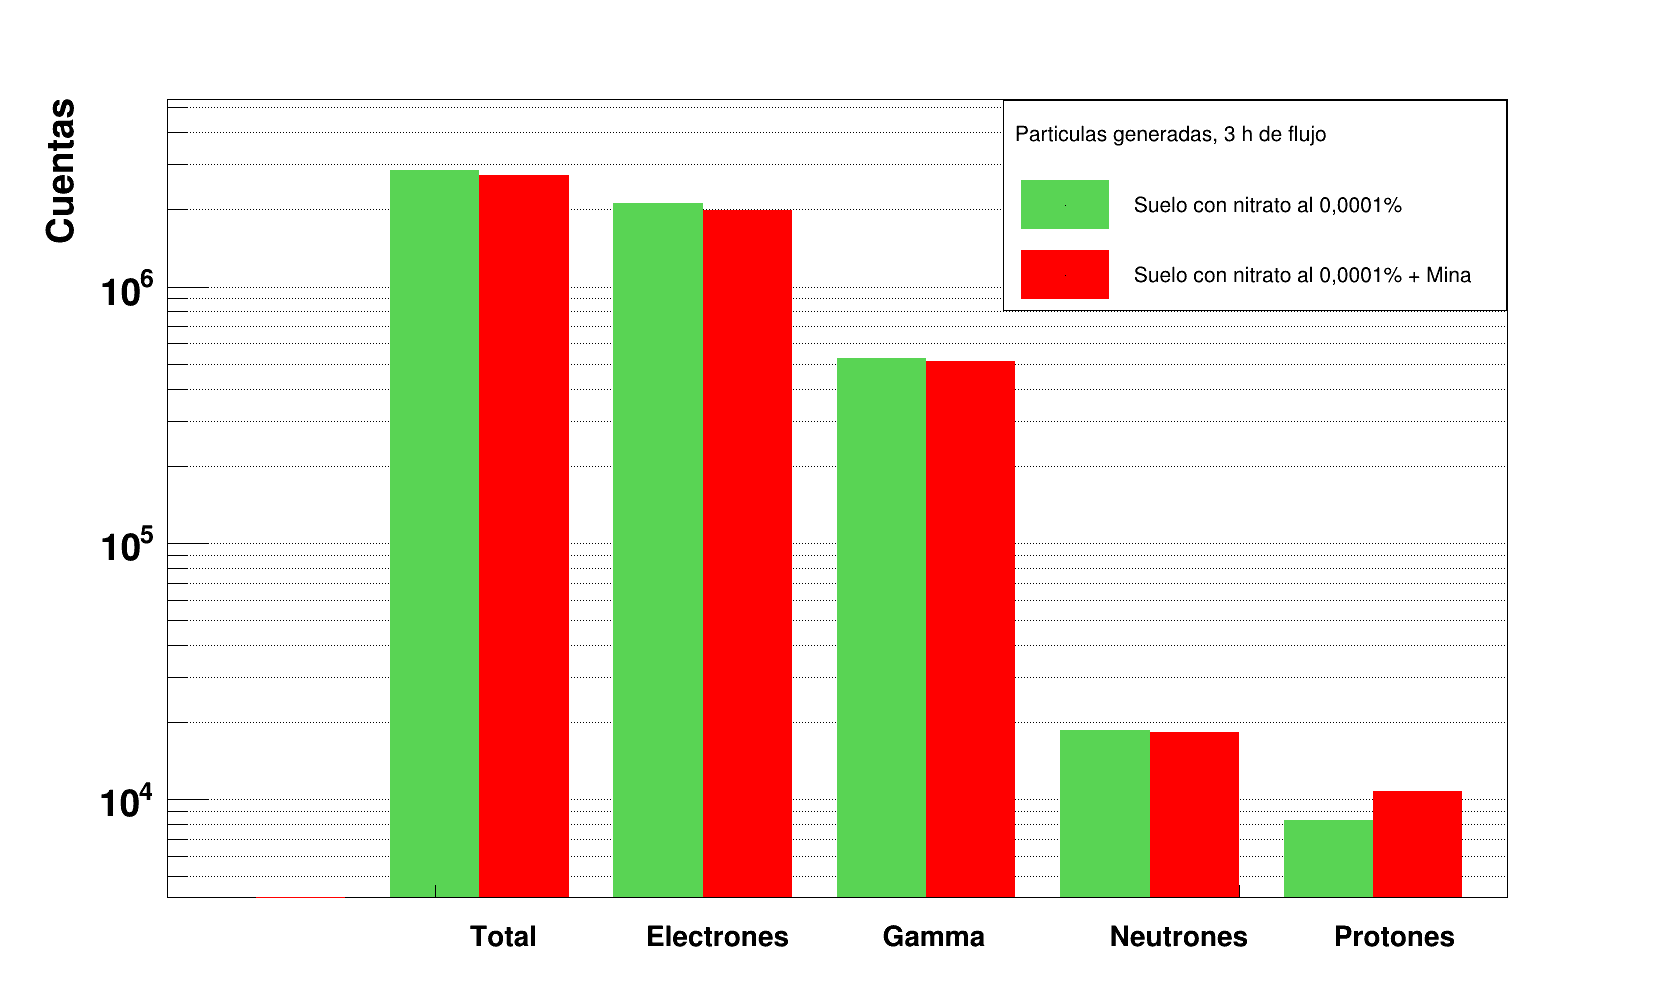 Cuentas
Particulas generadas, 3 h de flujo
Suelo con nitrato al 0,0001%
Suelo con nitrato al 0,0001% + Mina
10^6
10^5
10^4
Total Electrones Gamma Neutrones Protones